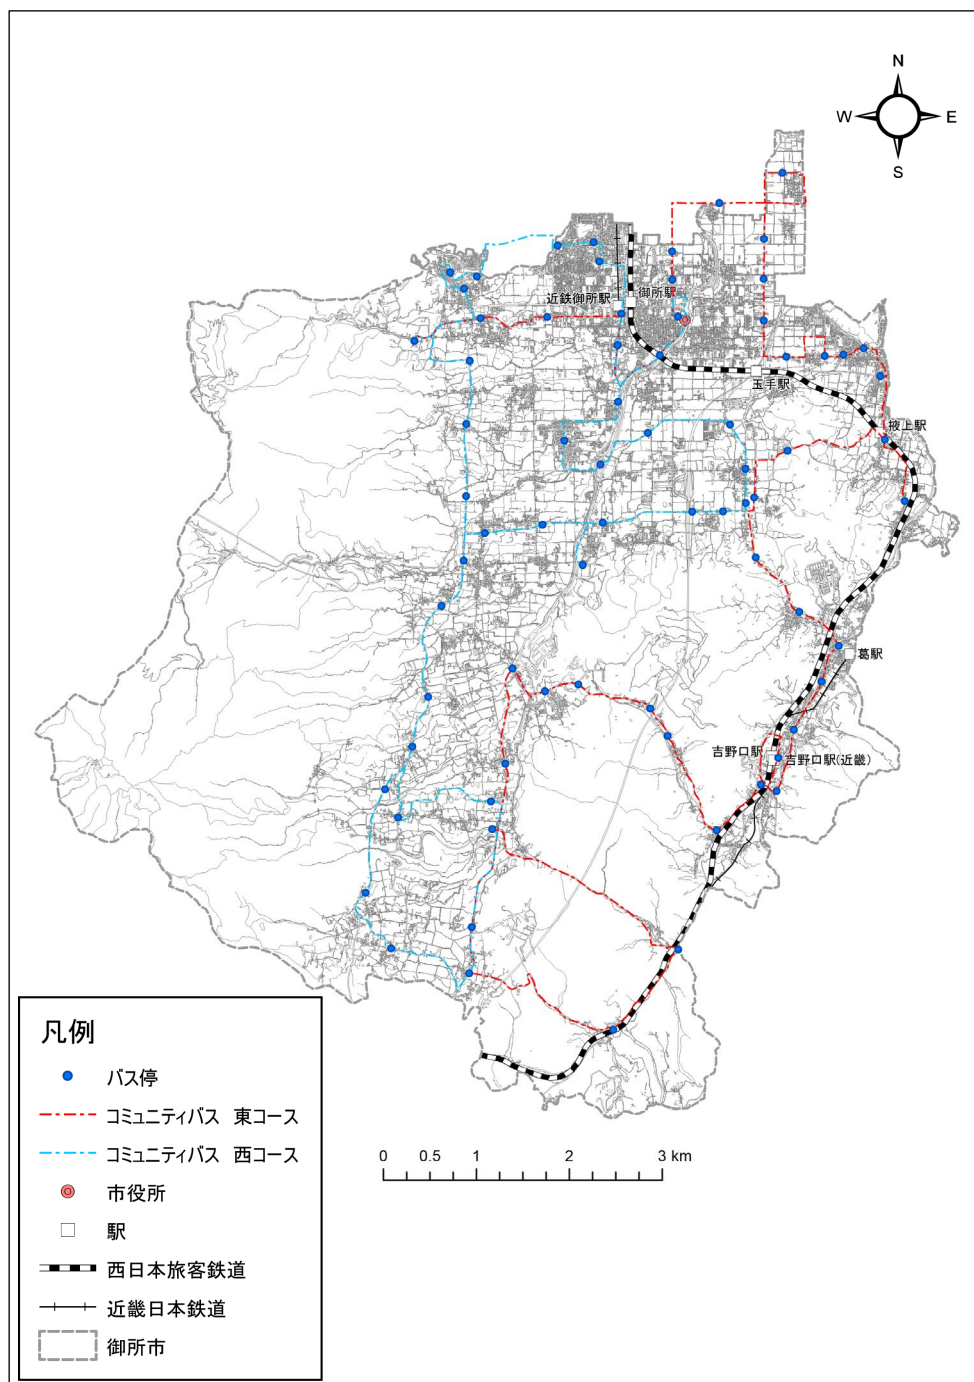 N
W
E
S
近鉄御所駅
御所駅
玉手駅
掖上駅
葛駅
吉野口駅
吉野口駅(近畿)
凡例
バス停
コミュニティバス 東コース
コミュニティバス 西コース
市役所
駅
西日本旅客鉄道
近畿日本鉄道
御所市
0 0.5 1 2 3 km